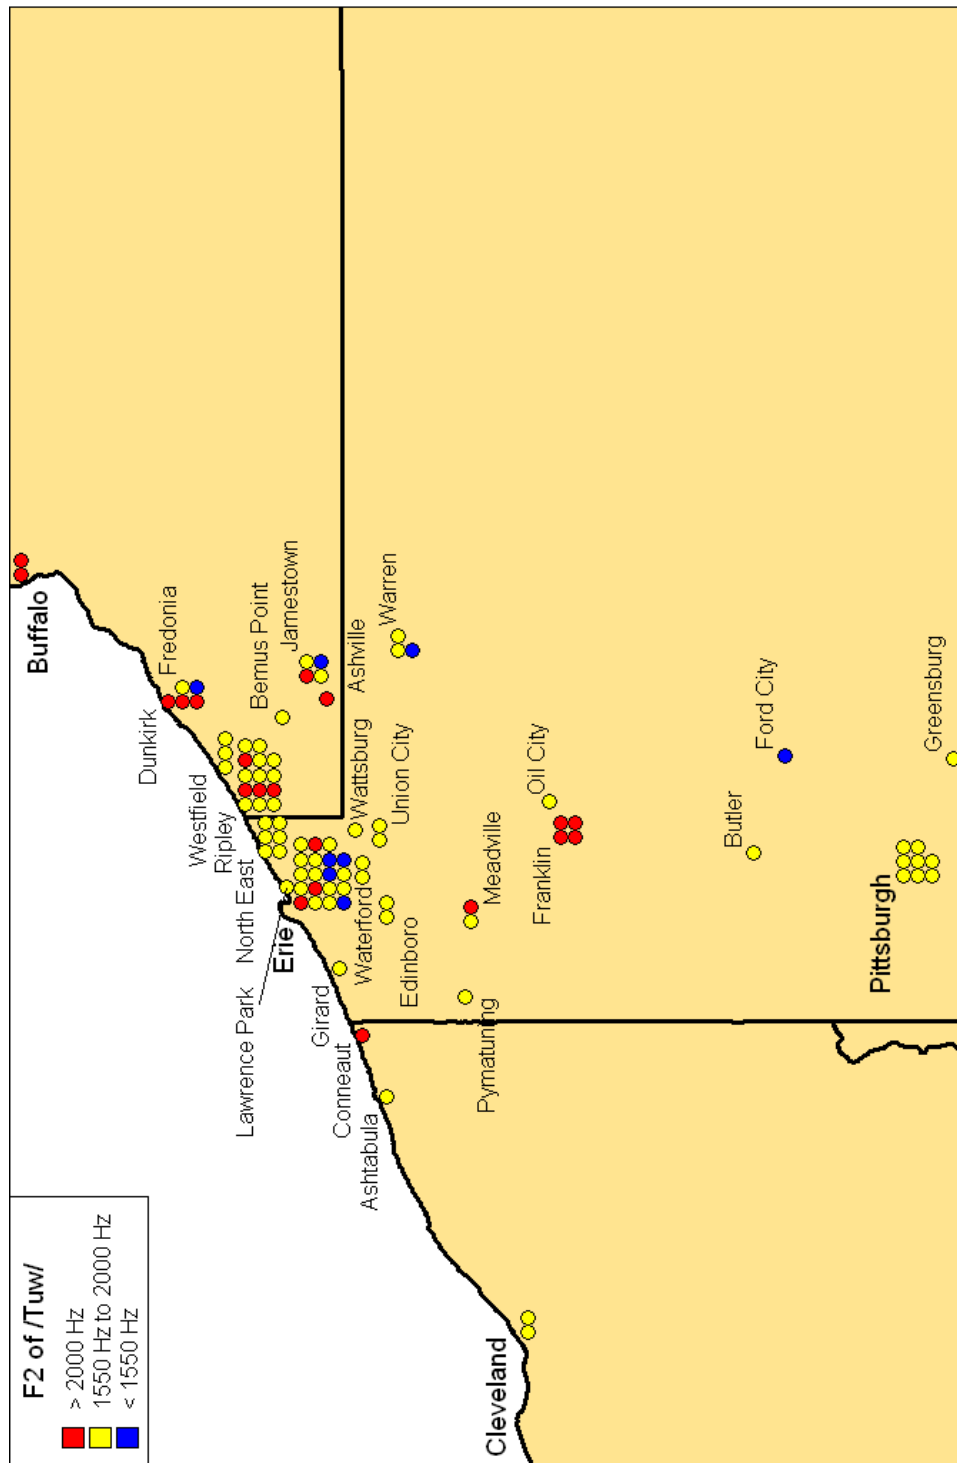 F2 of /Tuw/
> 2000 Hz
1550 Hz to 2000 Hz
< 1550 Hz
Buffalo
Dunkirk
Fredonia
Westfield
Ripley
Bemus Point
Jamestown
Ashville
North East
Lawrence Park
Erie
Wattsburg
Warren
Union City
Waterford
Girard
Edinboro
Conneaut
Ashtabula
Meadville
Pymatuning
Oil City
Franklin
Cleveland
Butler
Ford City
Pittsburgh
Greensburg